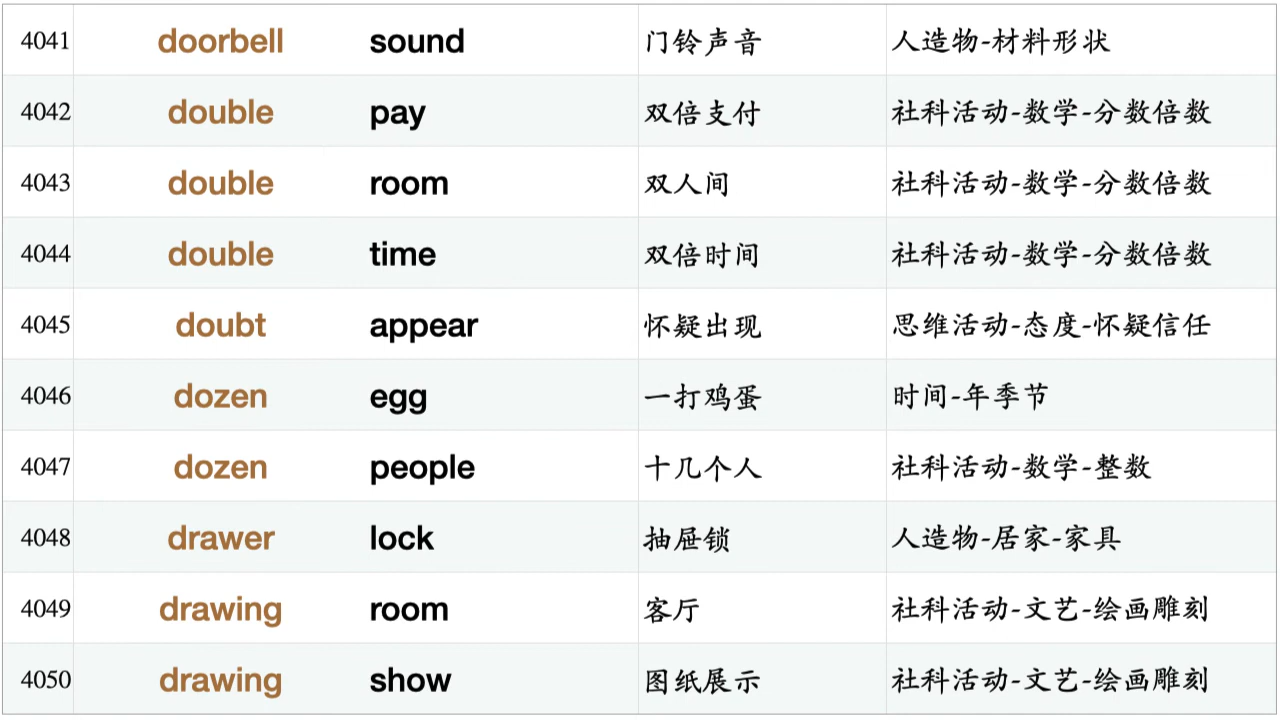 4041 doorbell sound 门铃声音 人造物-材料形状
4042 double pay 双倍支付 社科活动-数学-分数倍数
4043 double room 双人间 社科活动-数学-分数倍数
4044 double time 双倍时间 社科活动-数学-分数倍数
4045 doubt appear 怀疑出现 思维活动-态度-怀疑信任
4046 dozen egg 一打鸡蛋 时间-年季节
4047 dozen people 十几个人 社科活动-数学-整数
4048 drawer lock 抽屉锁 人造物-居家-家具
4049 drawing room 客厅 社科活动-文艺-绘画雕刻
4050 drawing show 图纸展示 社科活动-文艺-绘画雕刻